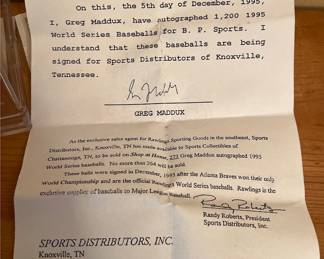 On this, the 5th day of December, 1995,
I, Greg Maddux, have autographed 1,200 1995
World Series Baseballs for B. P. Sports. I
understand that these baseballs are being
signed for Sports Distributors of Knoxville,
Tennessee.
GREG MADDUX
As the exclusive sales agent for Rawlings Sporting Goods in the southeast, Sports
Distributors, Inc., Knoxville, TN has made available to Sports Collectibles of
Chattanooga, TN, to be sold on Shop at Home, 272 Greg Maddux autographed 1995
World Series baseballs. No more than 264 will be sold.
These balls were signed in December, 1995 after the Atlanta Braves won their only
World Championship and are the official Rawlings World Series baseballs. Rawlings is the
exclusive supplier of baseballs to Major League Baseball.
Randy Roberts, President
Sports Distributors, Inc.
SPORTS DISTRIBUTORS, INC.
Knoxville, TN